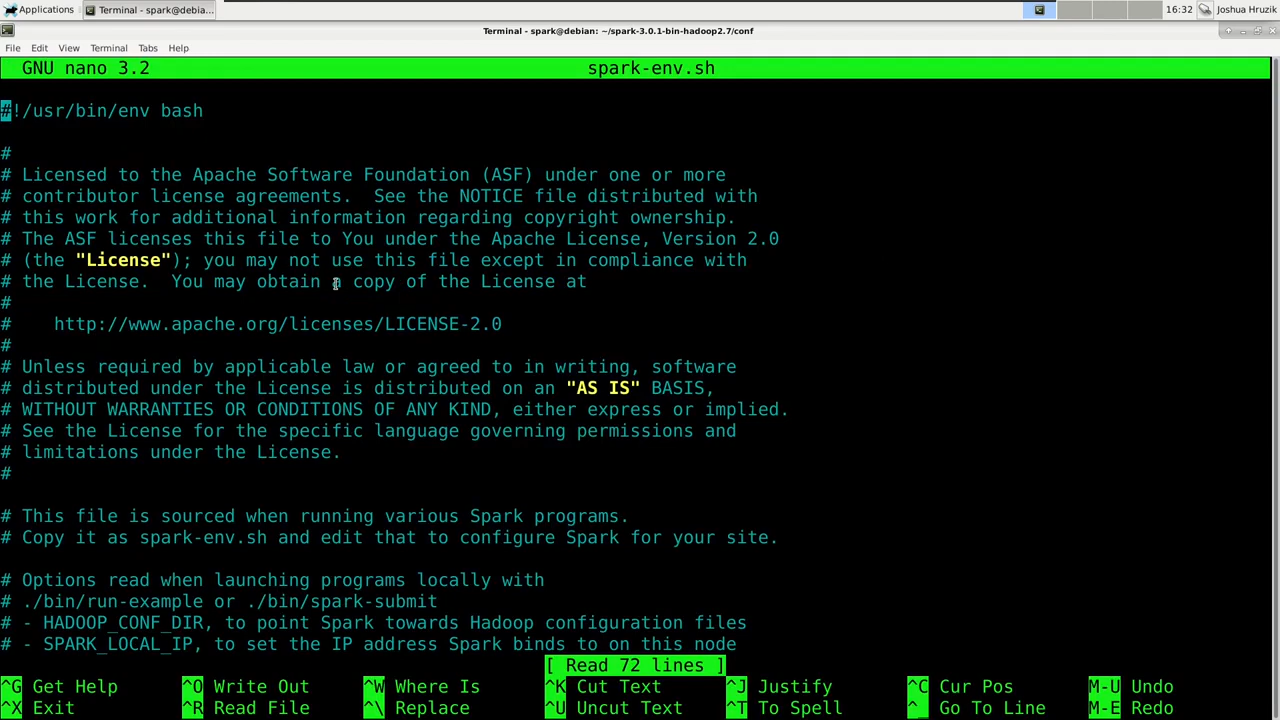 Applications Terminal - spark@debia... 16:32 Joshua Hruzik
Terminal - spark@debian: ~/spark-3.0.1-bin-hadoop2.7/conf
File Edit View Terminal Tabs Help
GNU nano 3.2 spark-env.sh
#!/usr/bin/env bash
#
# Licensed to the Apache Software Foundation (ASF) under one or more
# contributor license agreements.  See the NOTICE file distributed with
# this work for additional information regarding copyright ownership.
# The ASF licenses this file to You under the Apache License, Version 2.0
# (the "License"); you may not use this file except in compliance with
# the License.  You may obtain a copy of the License at
#
#    http://www.apache.org/licenses/LICENSE-2.0
#
# Unless required by applicable law or agreed to in writing, software
# distributed under the License is distributed on an "AS IS" BASIS,
# WITHOUT WARRANTIES OR CONDITIONS OF ANY KIND, either express or implied.
# See the License for the specific language governing permissions and
# limitations under the License.
#
# This file is sourced when running various Spark programs.
# Copy it as spark-env.sh and edit that to configure Spark for your site.
# Options read when launching programs locally with
# ./bin/run-example or ./bin/spark-submit
# - HADOOP_CONF_DIR, to point Spark towards Hadoop configuration files
# - SPARK_LOCAL_IP, to set the IP address Spark binds to on this node
[ Read 72 lines ]
^G Get Help ^O Write Out ^W Where Is ^K Cut Text ^J Justify ^C Cur Pos M-U Undo
^X Exit ^R Read File ^\ Replace ^U Uncut Text ^T To Spell ^_ Go To Line M-E Redo